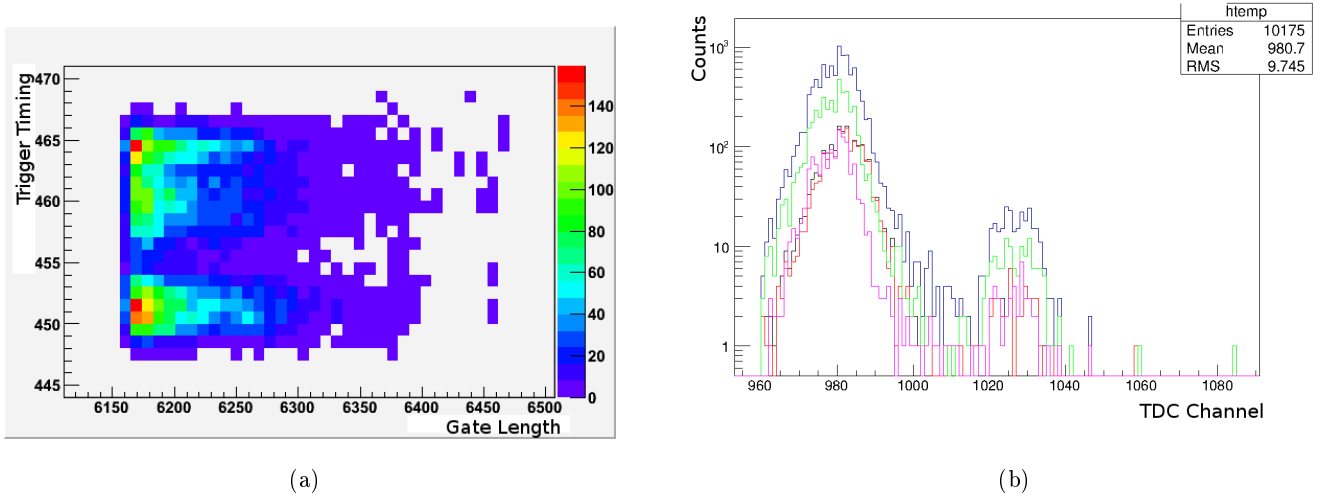 Trigger Timing
470
465
460
455
450
445
6150 6200 6250 6300 6350 6400 6450 6500
Gate Length
140
120
100
80
60
40
20
0
(a)
Counts
10³
10²
10
1
960 980 1000 1020 1040 1060 1080
TDC Channel
htemp
Entries 10175
Mean 980.7
RMS 9.745
(b)